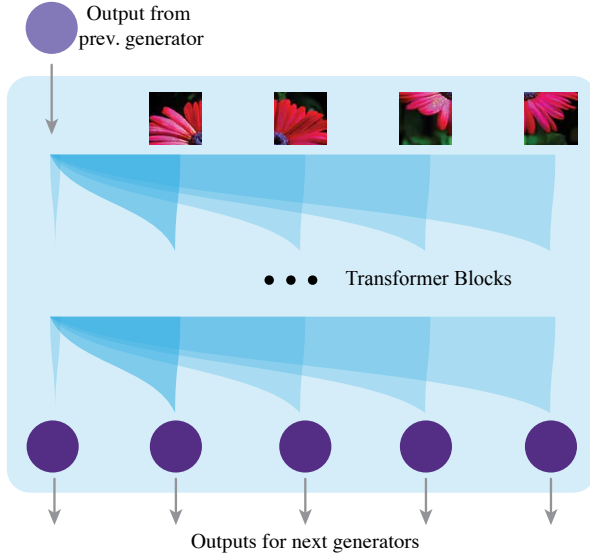 Output from
prev. generator
Transformer Blocks
Outputs for next generators